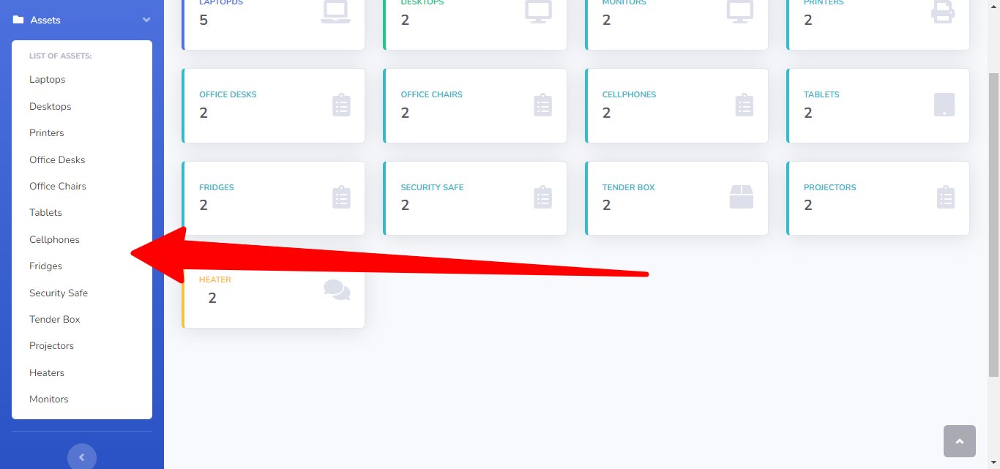 Assets
LIST OF ASSETS:
Laptops
Desktops
Printers
Office Desks
Office Chairs
Tablets
Cellphones
Fridges
Security Safe
Tender Box
Projectors
Heaters
Monitors
LAPTOPDS
5
DESKTOPS
2
MONITORS
2
PRINTERS
2
OFFICE DESKS
2
OFFICE CHAIRS
2
CELLPHONES
2
TABLETS
2
FRIDGES
2
SECURITY SAFE
2
TENDER BOX
2
PROJECTORS
2
HEATER
2